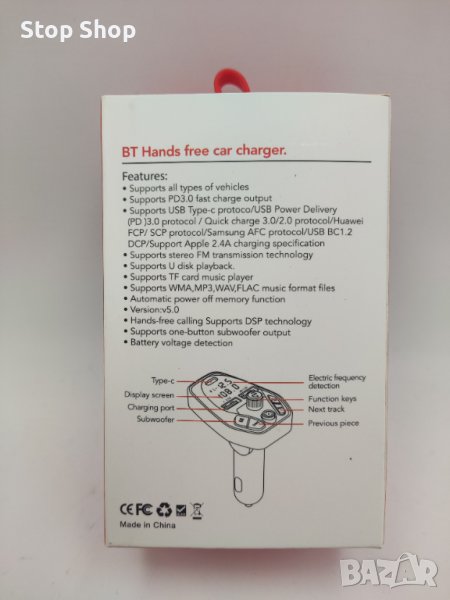 Stop Shop
BT Hands free car charger.
Features:
• Supports all types of vehicles
• Supports PD3.0 fast charge output
• Supports USB Type-c protoco/USB Power Delivery
(PD )3.0 protocol / Quick charge 3.0/2.0 protocol/Huawei
FCP/ SCP protocol/Samsung AFC protocol/USB BC1.2
DCP/Support Apple 2.4A charging specification
• Supports stereo FM transmission technology
• Supports U disk playback.
• Supports TF card music player
• Supports WMA,MP3,WAV,FLAC music format files
• Automatic power off memory function
• Version:v5.0
• Hands-free calling Supports DSP technology
• Supports one-button subwoofer output
• Battery voltage detection
Type-c
Display screen
Charging port
Subwoofer
Electric frequency
detection
Function keys
Next track
Previous piece
CE FC
Made in China
BAZAR